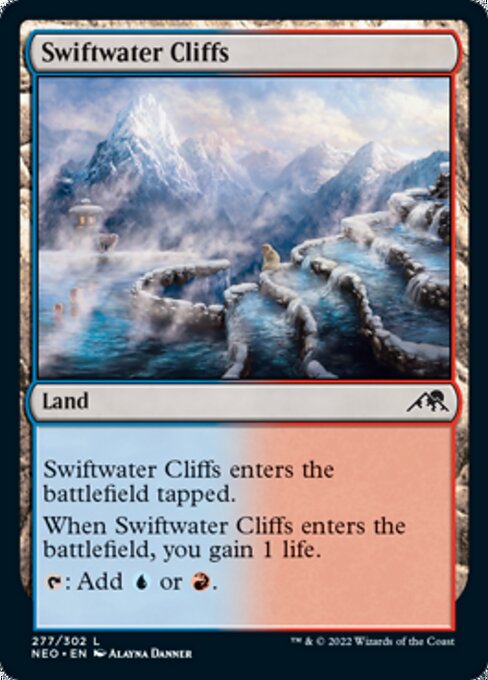 Swiftwater Cliffs
Land
Swiftwater Cliffs enters the
battlefield tapped.
When Swiftwater Cliffs enters the
battlefield, you gain 1 life.
: Add or .
277/302 L
NEO • EN Alayna Danner
™ & © 2022 Wizards of the Coast